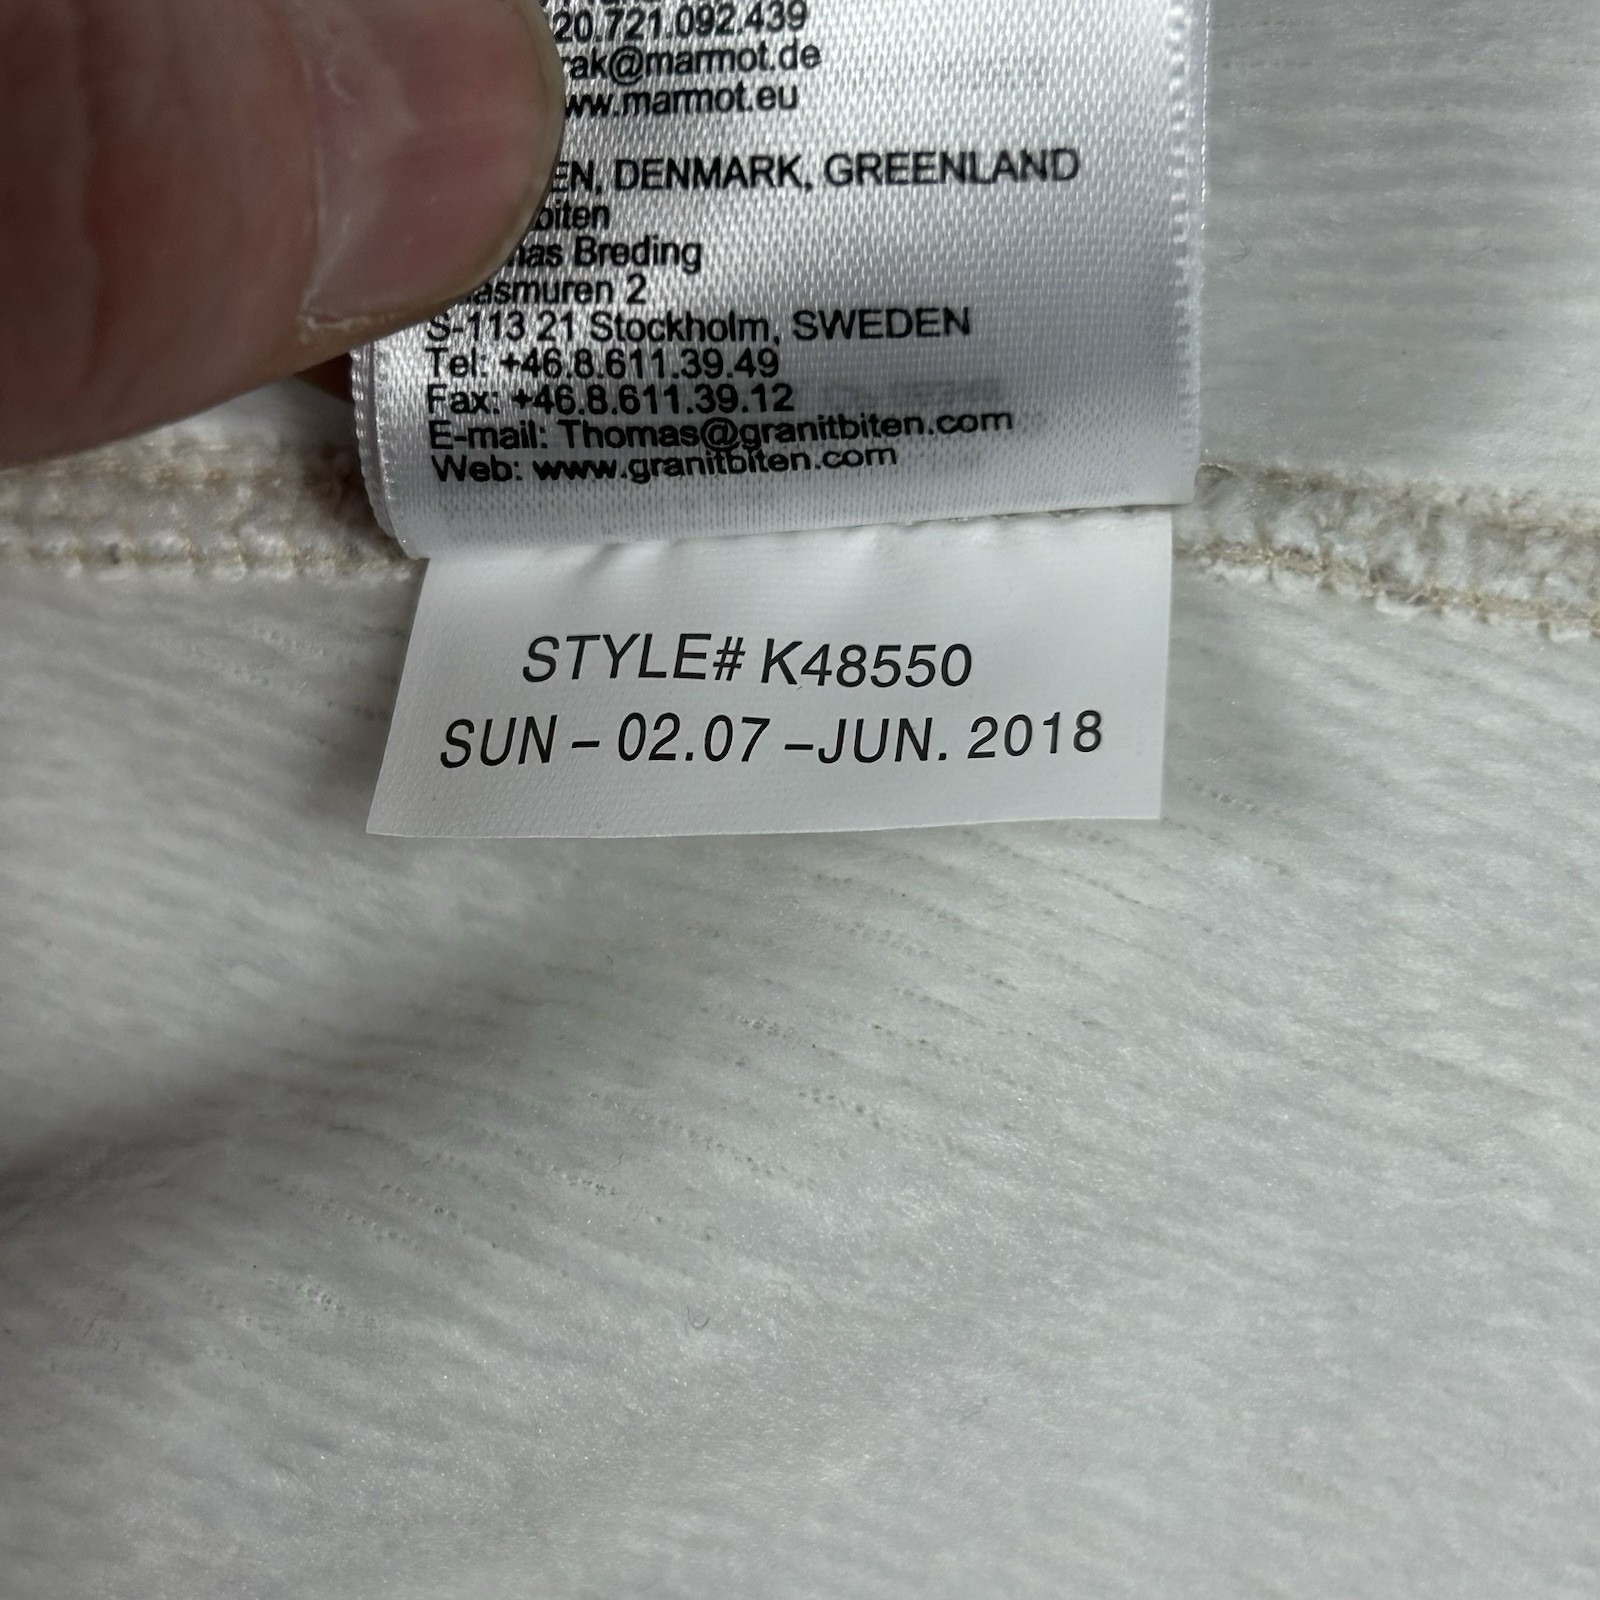 20.721.092.439
rak@marmot.de
www.marmot.eu
EN, DENMARK, GREENLAND
biten
mas Breding
asmuren 2
S-113 21 Stockholm, SWEDEN
Tel: +46.8.611.39.49
Fax: +46.8.611.39.12
E-mail: Thomas@granitbiten.com
Web: www.granitbiten.com
STYLE# K48550
SUN – 02.07 –JUN. 2018